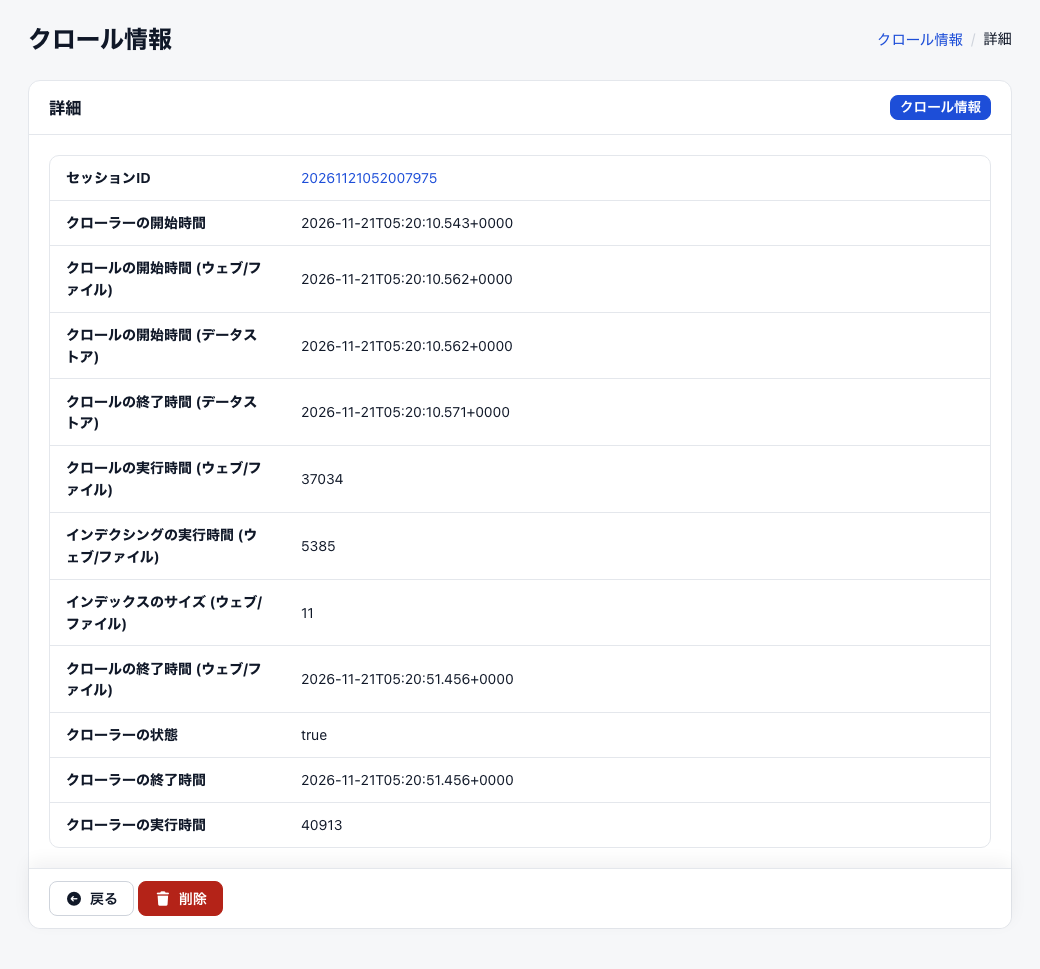 クロール情報
クロール情報 / 詳細
詳細
クロール情報
セッションID
20261121052007975
クローラーの開始時間
2026-11-21T05:20:10.543+0000
クロールの開始時間 (ウェブ/フ
ァイル)
2026-11-21T05:20:10.562+0000
クロールの開始時間 (データス
トア)
2026-11-21T05:20:10.562+0000
クロールの終了時間 (データス
トア)
2026-11-21T05:20:10.571+0000
クロールの実行時間 (ウェブ/フ
ァイル)
37034
インデクシングの実行時間 (ウ
ェブ/ファイル)
5385
インデックスのサイズ (ウェブ/
ファイル)
11
クロールの終了時間 (ウェブ/フ
ァイル)
2026-11-21T05:20:51.456+0000
クローラーの状態
true
クローラーの終了時間
2026-11-21T05:20:51.456+0000
クローラーの実行時間
40913
戻る
削除